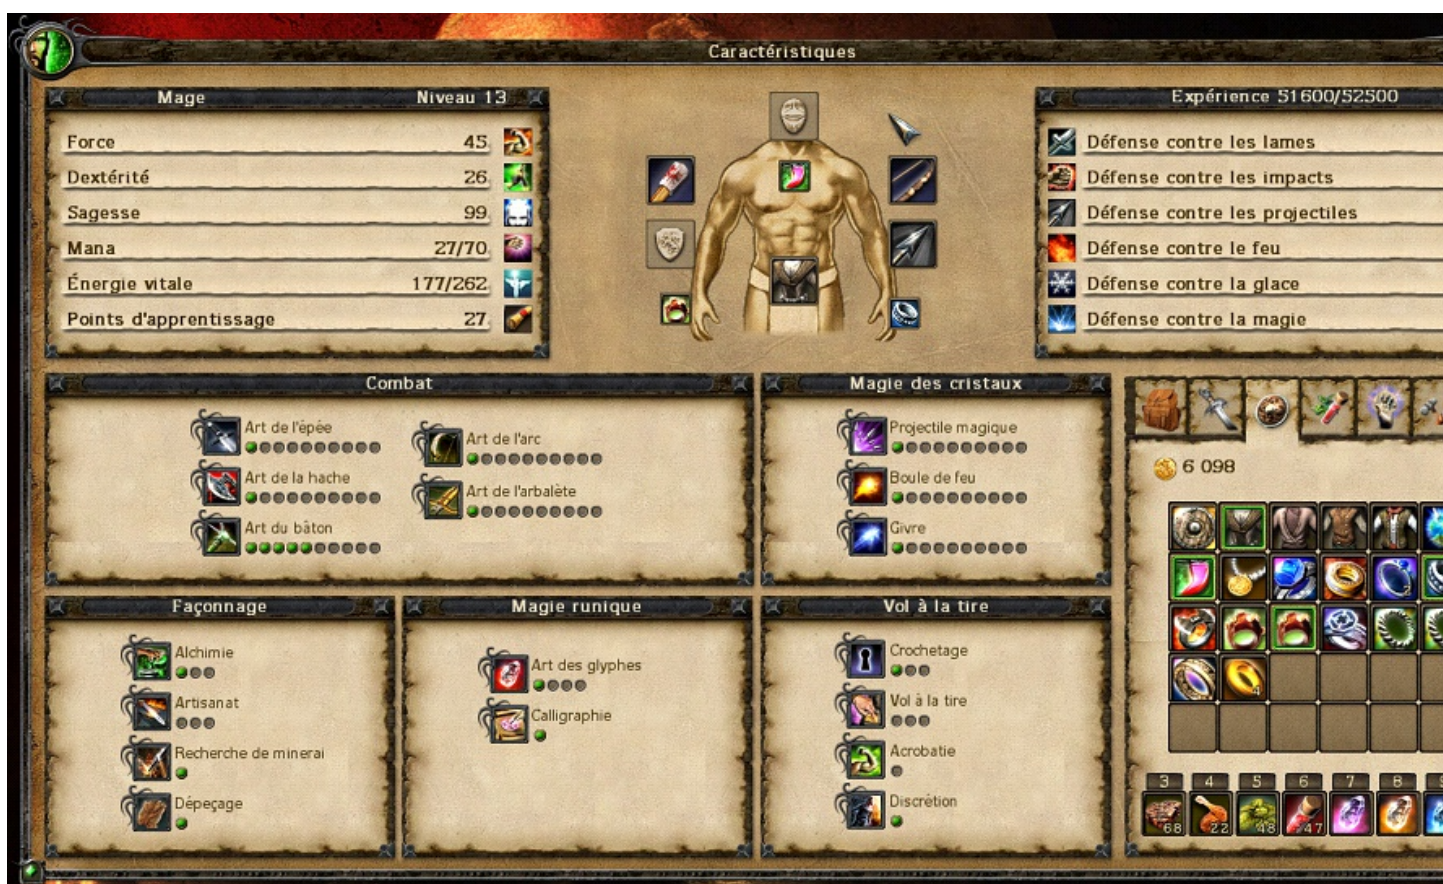 Caractéristiques
Mage Niveau 13
Force 45
Dextérité 26
Sagesse 99
Mana 27/70
Énergie vitale 177/262
Points d'apprentissage 27
Expérience 51600/52500
Défense contre les lames
Défense contre les impacts
Défense contre les projectiles
Défense contre le feu
Défense contre la glace
Défense contre la magie
Combat
Art de l'épée
Art de la hache
Art du bâton
Art de l'arc
Art de l'arbalète
Magie des cristaux
Projectile magique
Boule de feu
Givre
6 098
2
4
Façonnage
Alchimie
Artisanat
Recherche de minerai
Dépeçage
Magie runique
Art des glyphes
Calligraphie
Vol à la tire
Crochetage
Vol à la tire
Acrobatie
Discrétion
3 4 5 6 7 8
68 22 48 47